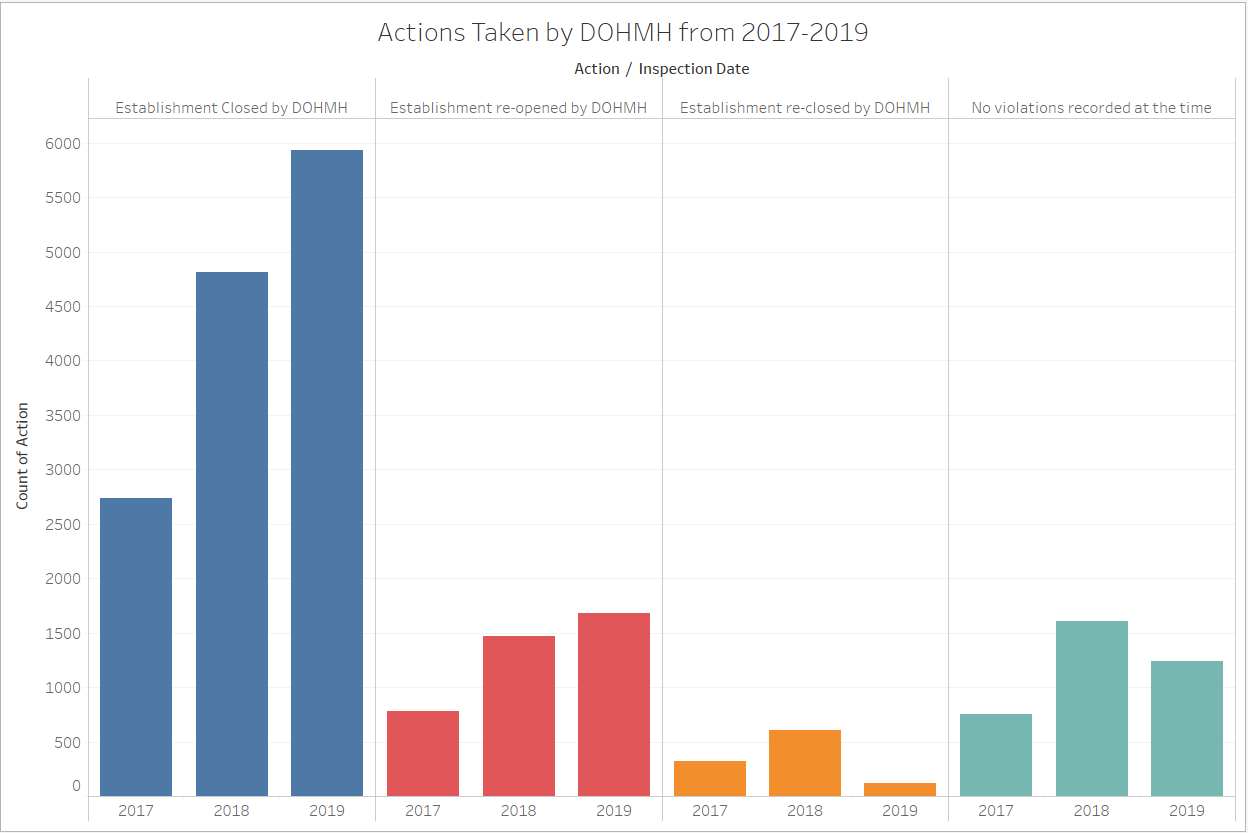 Actions Taken by DOHMH from 2017-2019
Action / Inspection Date
Establishment Closed by DOHMH
Establishment re-opened by DOHMH
Establishment re-closed by DOHMH
No violations recorded at the time
Count of Action
6000
5500
5000
4500
4000
3500
3000
2500
2000
1500
1000
500
0
2017 2018 2019 2017 2018 2019 2017 2018 2019 2017 2018 2019